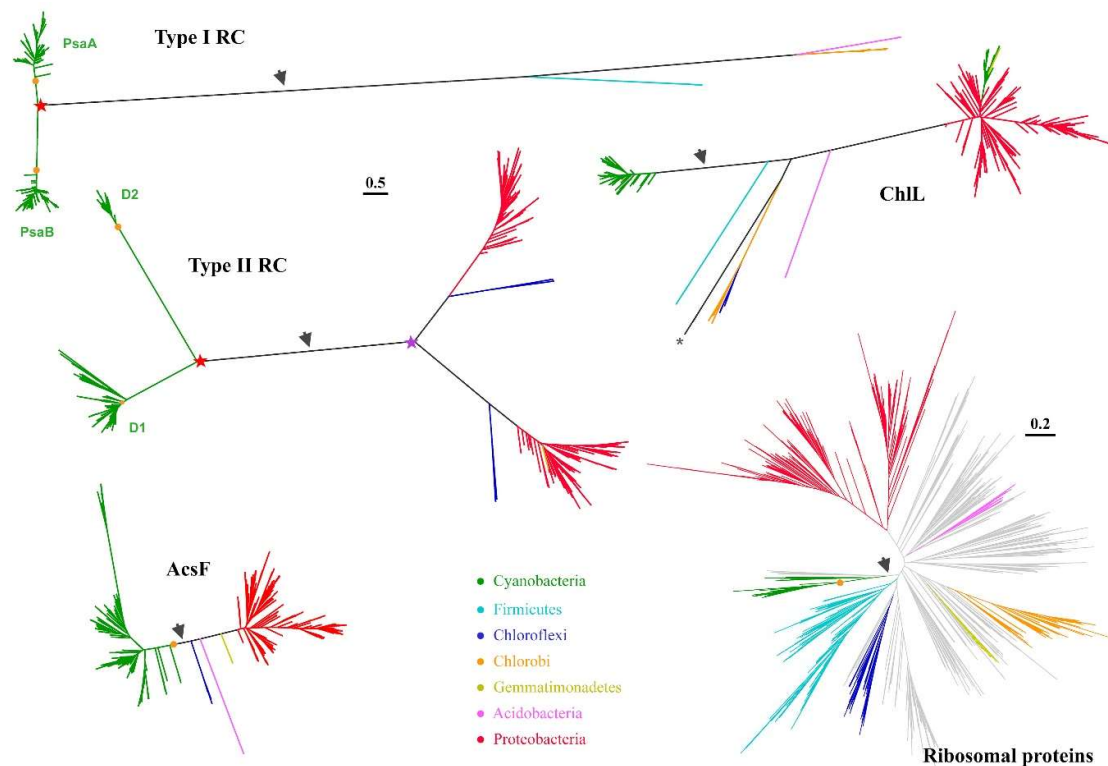 PsaA
Type I RC
PsaB
D2
0.5
ChlL
Type II RC
*
D1
0.2
AcsF
Cyanobacteria
Firmicutes
Chloroflexi
Chlorobi
Gemmatimonadetes
Acidobacteria
Proteobacteria
Ribosomal proteins